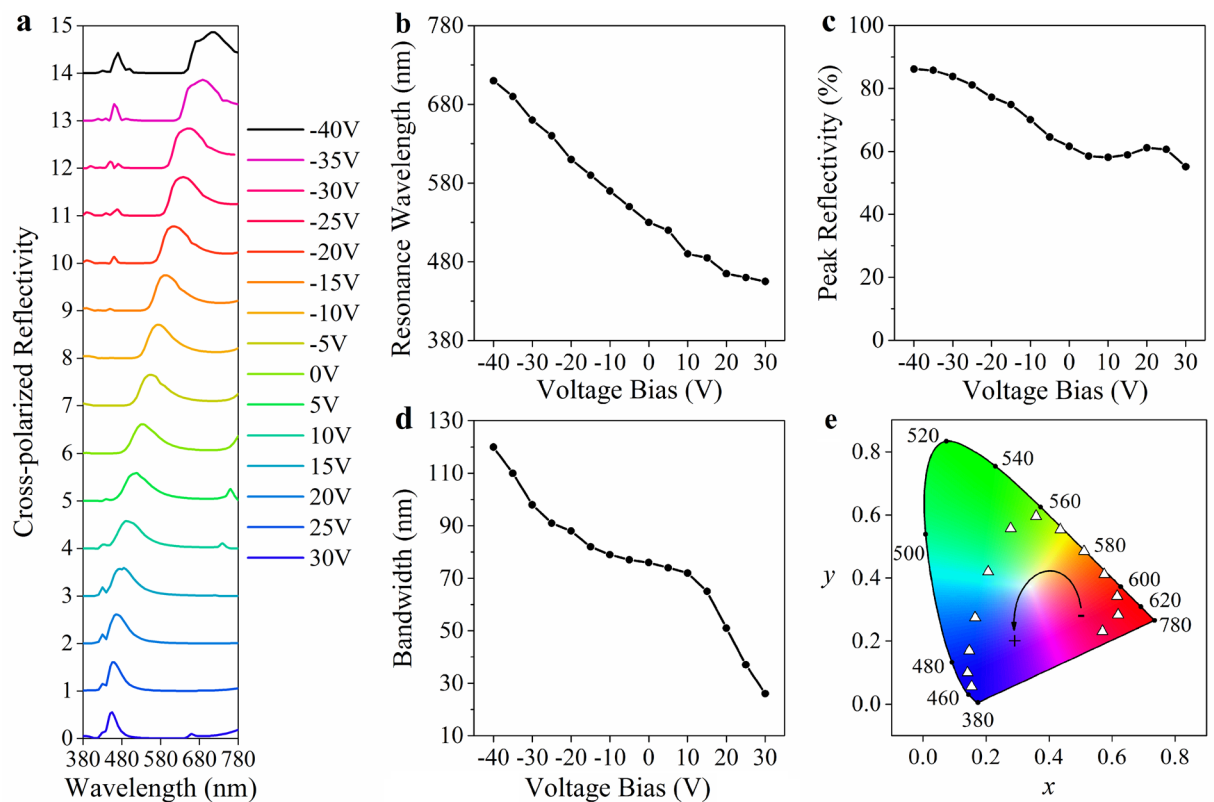 a
15
14
13
12
11
10
9
8
7
6
5
4
3
2
1
0
380 480 580 680 780
Cross-polarized Reflectivity
Wavelength (nm)
-40V
-35V
-30V
-25V
-20V
-15V
-10V
-5V
0V
5V
10V
15V
20V
25V
30V
b
780
680
580
480
380
-40 -30 -20 -10 0 10 20 30
Resonance Wavelength (nm)
Voltage Bias (V)
c
100
80
60
40
20
0
-40 -30 -20 -10 0 10 20 30
Peak Reflectivity (%)
Voltage Bias (V)
d
130
110
90
70
50
30
10
-40 -30 -20 -10 0 10 20 30
Bandwidth (nm)
Voltage Bias (V)
e
0.8
0.6
0.4
0.2
0.0
0.0 0.2 0.4 0.6 0.8
y
x
520
540
560
580
600
620
780
500
480
460
380
-
+